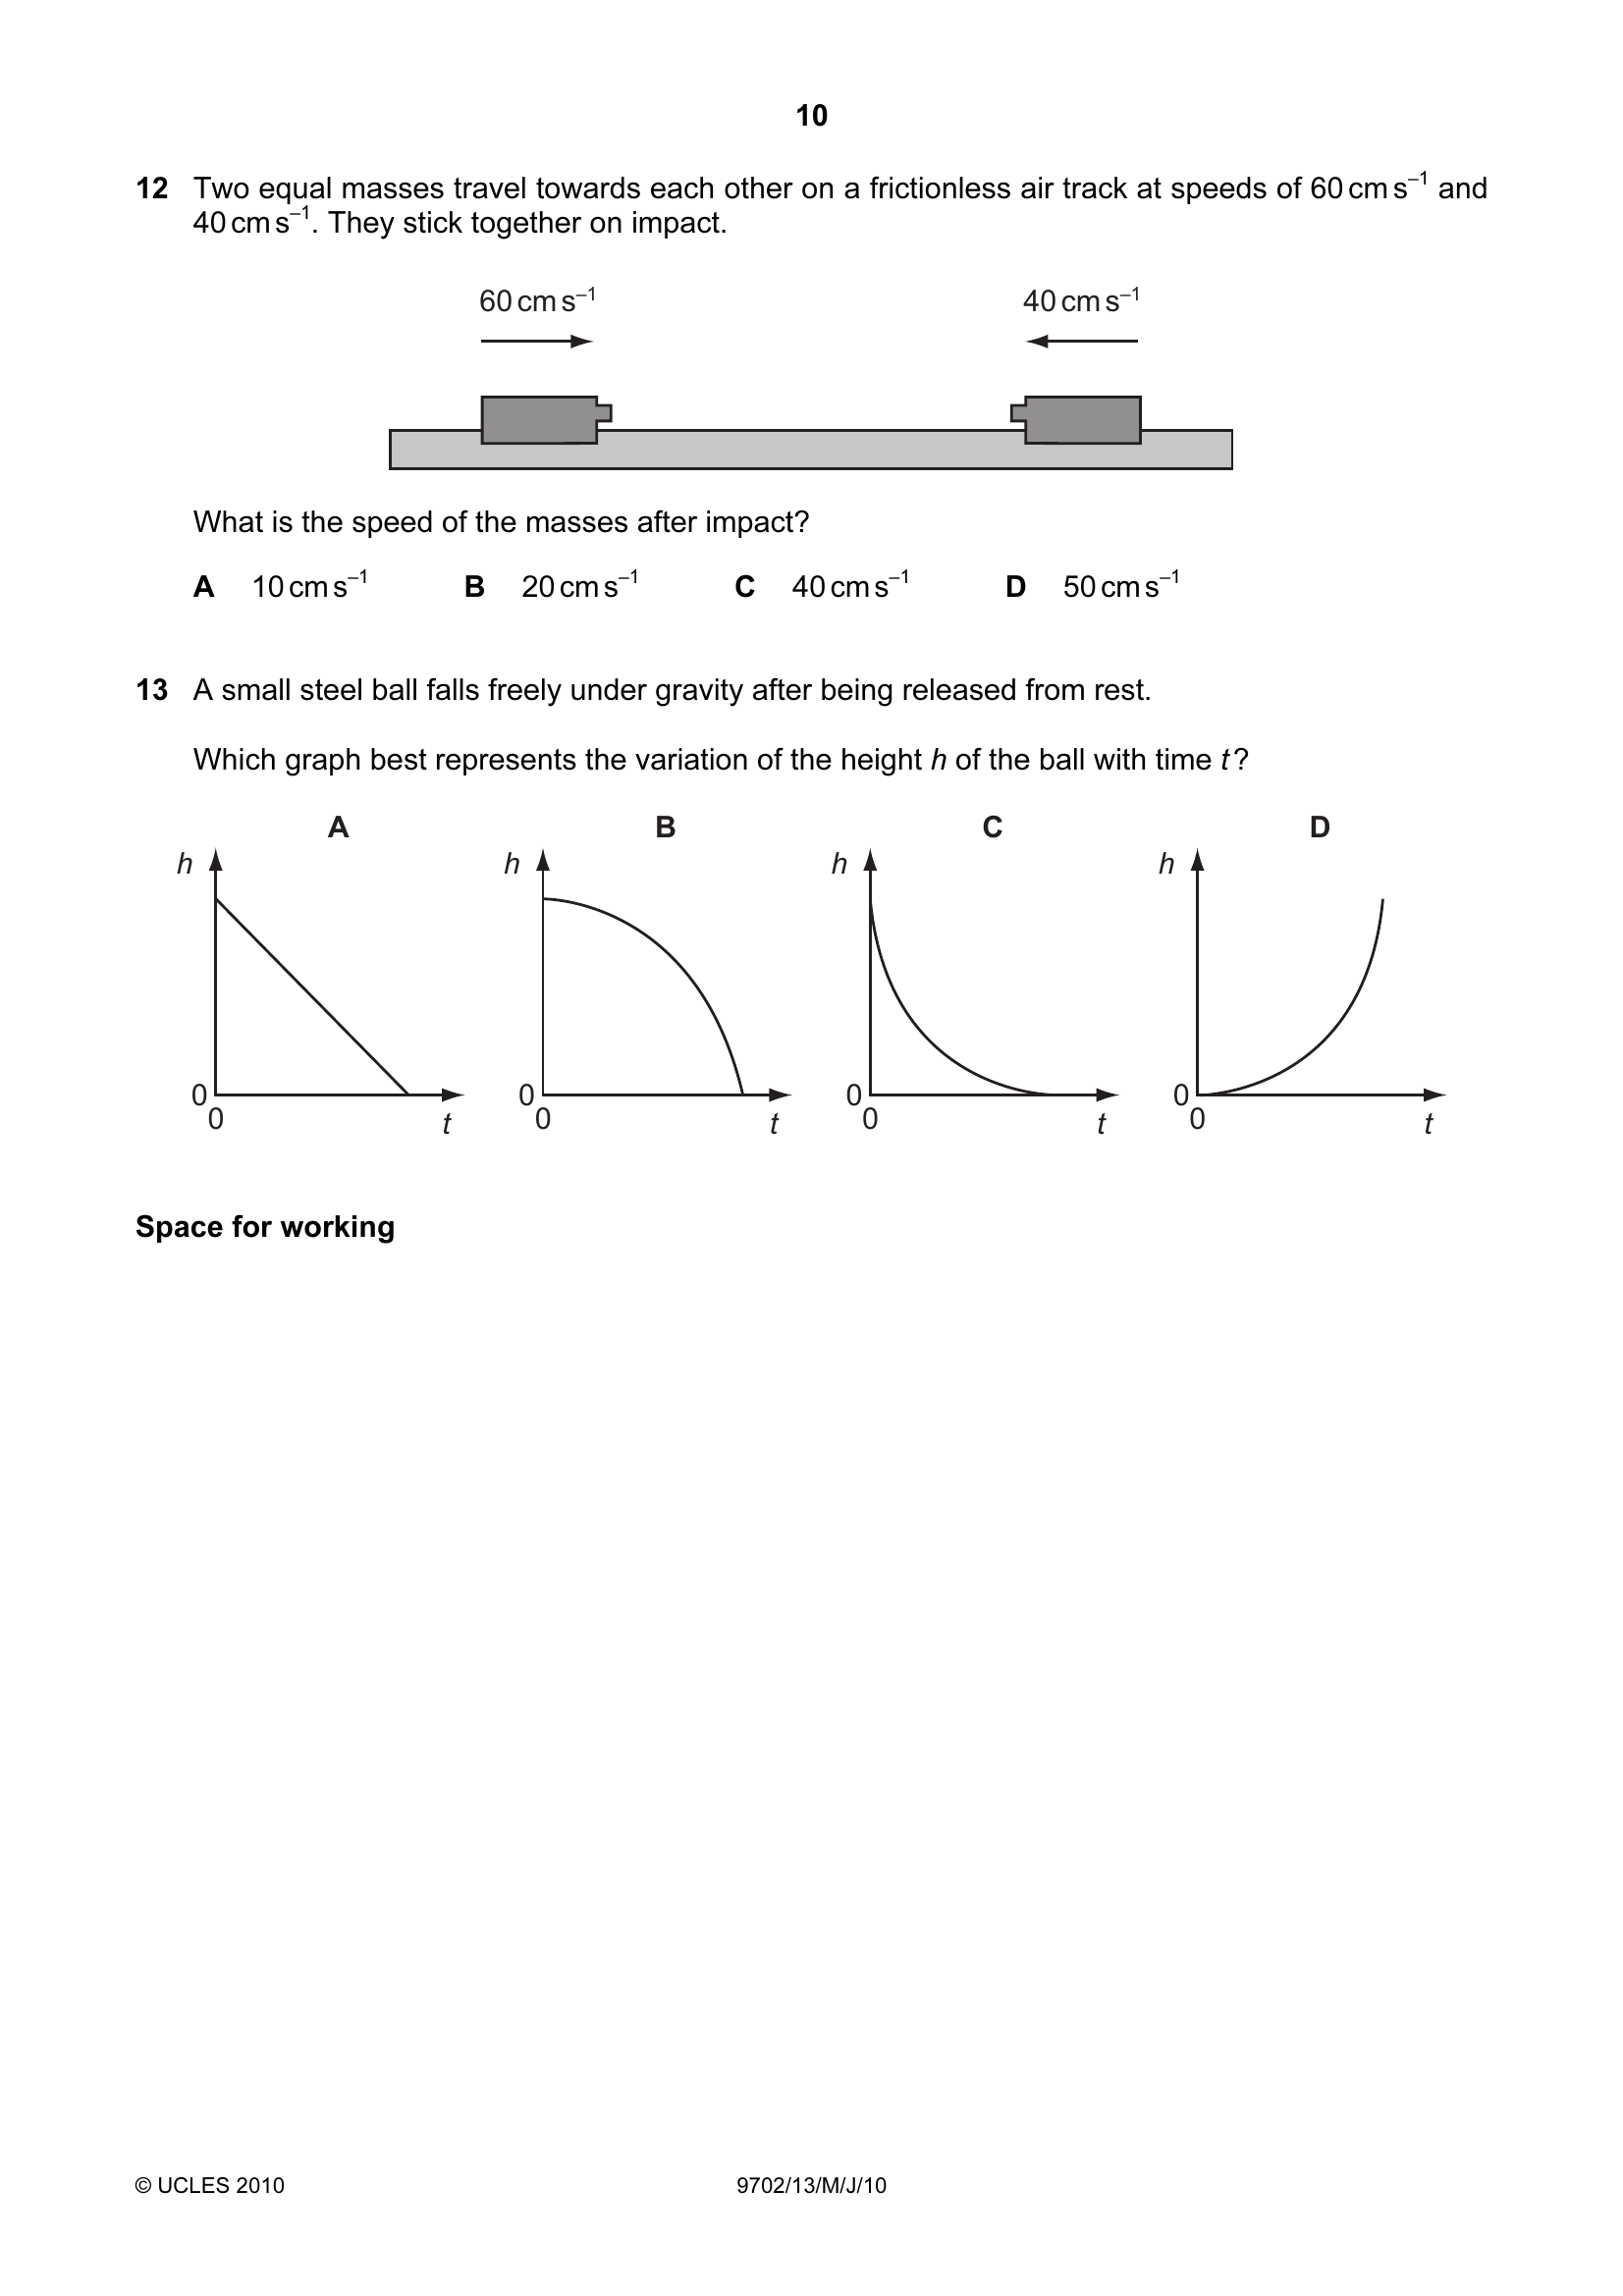 10
12 Two equal masses travel towards each other on a frictionless air track at speeds of 60 cm s⁻¹ and
40 cm s⁻¹. They stick together on impact.
60 cm s⁻¹ 40 cm s⁻¹
What is the speed of the masses after impact?
A 10 cm s⁻¹ B 20 cm s⁻¹ C 40 cm s⁻¹ D 50 cm s⁻¹
13 A small steel ball falls freely under gravity after being released from rest.
Which graph best represents the variation of the height h of the ball with time t?
A B C D
h h h h
0 0 0 0
0 t 0 t 0 t 0 t
Space for working
© UCLES 2010 9702/13/M/J/10